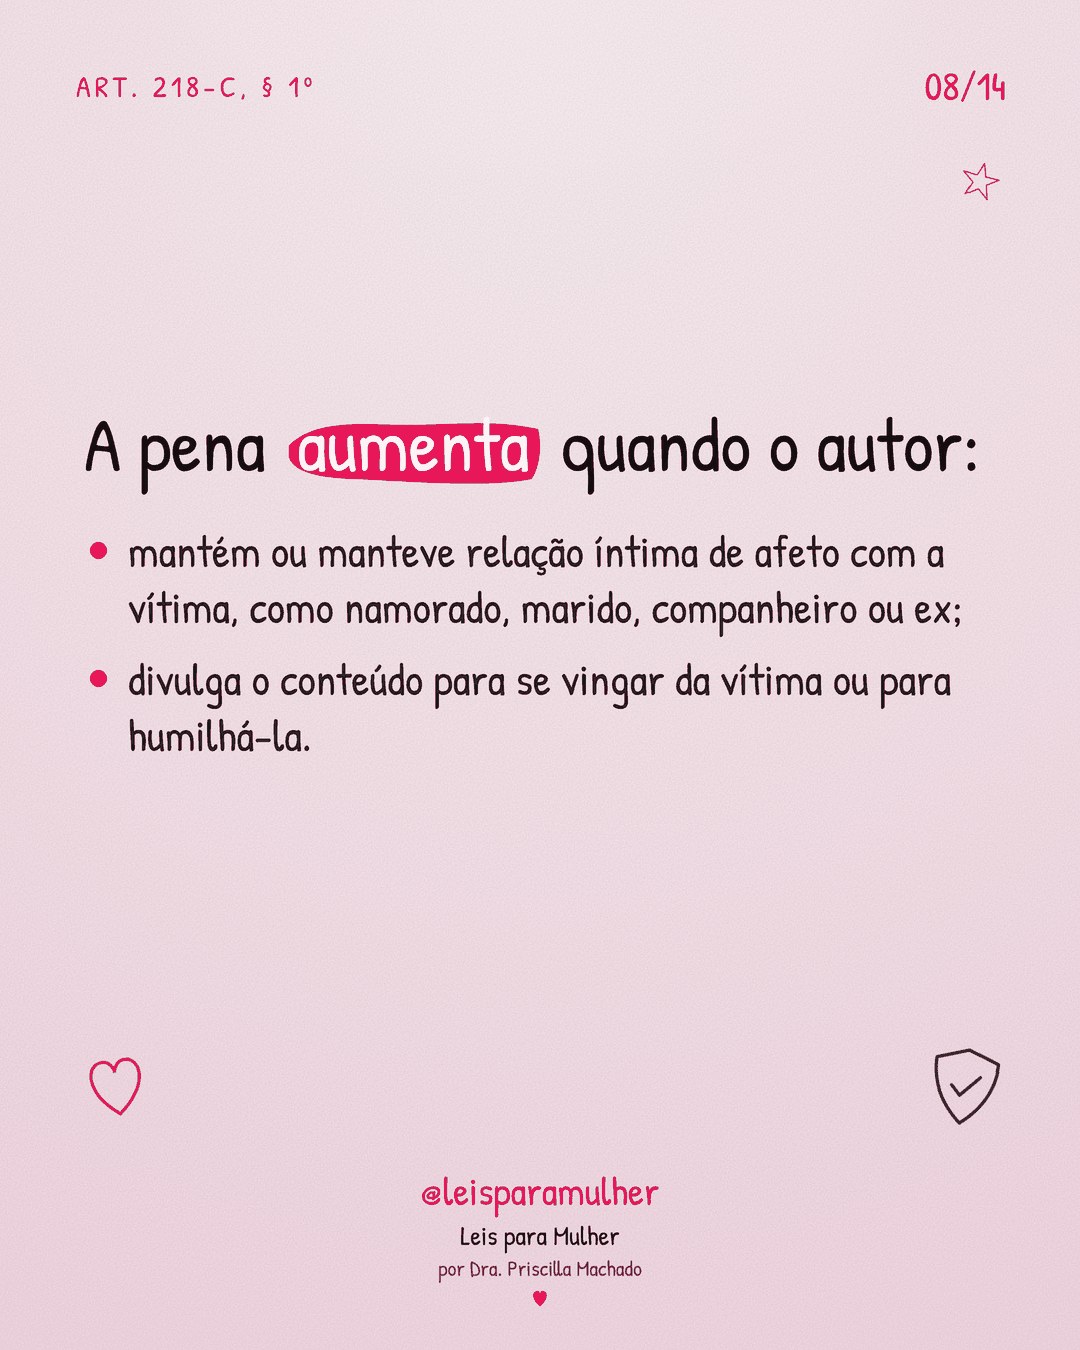 ART. 218-C, § 1º
08/14
A pena aumenta quando o autor:
mantém ou manteve relação íntima de afeto com a
vítima, como namorado, marido, companheiro ou ex;
divulga o conteúdo para se vingar da vítima ou para
humilhá-la.
@leisparamulher
Leis para Mulher
por Dra. Priscilla Machado